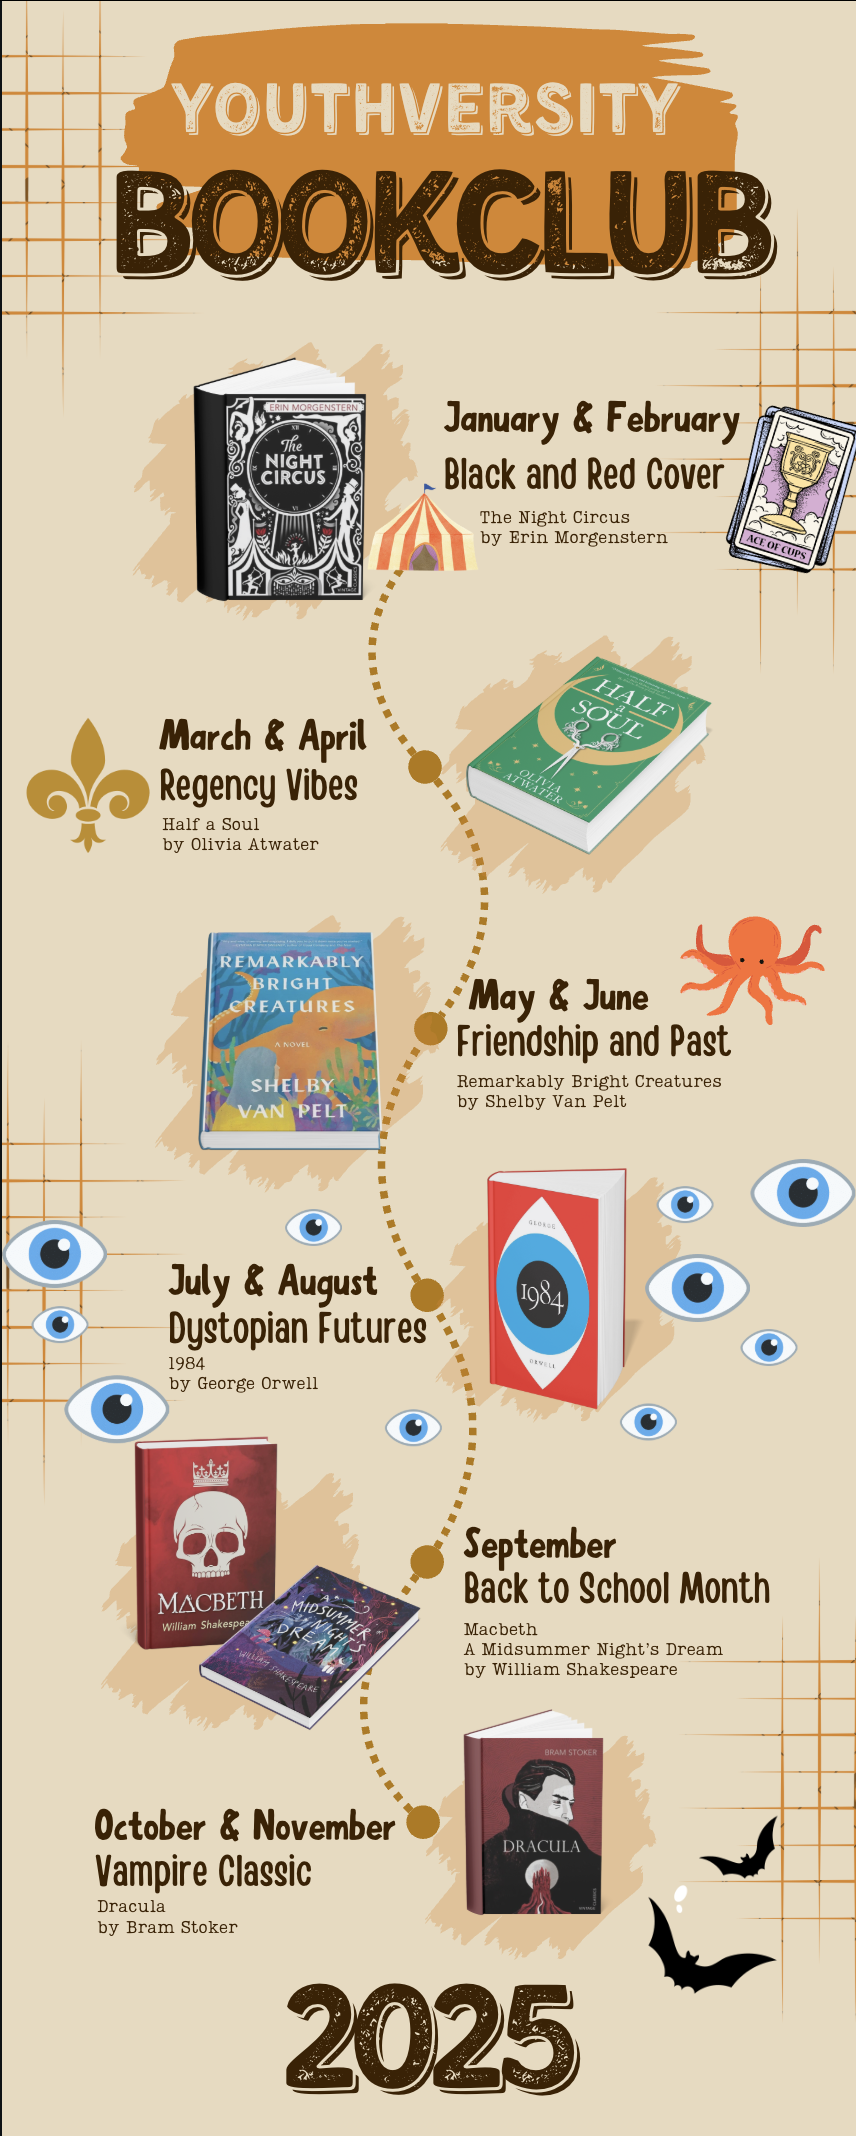 YOUTHVERSITY
BOOKCLUB
ERIN MORGENSTERN
The
NIGHT
CIRCUS
VINTAGE
January & February
Black and Red Cover
The Night Circus
by Erin Morgenstern
ACE OF CUPS
March & April
Regency Vibes
Half a Soul
by Olivia Atwater
HALF
a
SOUL
OLIVIA
ATWATER
REMARKABLY
BRIGHT
CREATURES
A NOVEL
SHELBY
VAN PELT
May & June
Friendship and Past
Remarkably Bright Creatures
by Shelby Van Pelt
July & August
Dystopian Futures
1984
by George Orwell
GEORGE
1984
ORWELL
MACBETH
William Shakespea
A
MIDSUMMER
NIGHT'S
DREAM
WILLIAM SHAKESPEARE
September
Back to School Month
Macbeth
A Midsummer Night's Dream
by William Shakespeare
October & November
Vampire Classic
Dracula
by Bram Stoker
BRAM STOKER
DRACULA
2025